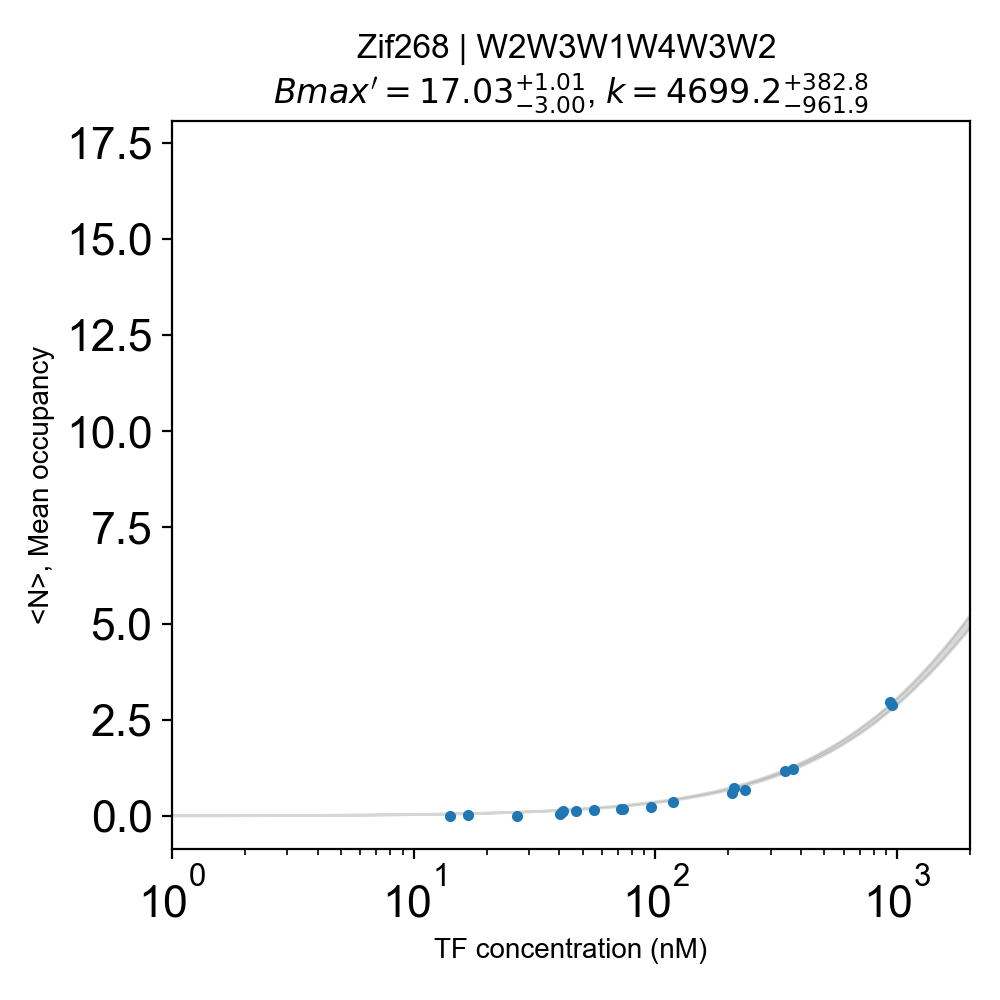 Zif268 | W2W3W1W4W3W2
Bmax′ = 17.03 +1.01 −3.00, k = 4699.2 +382.8 −961.9
17.5
15.0
12.5
10.0
7.5
5.0
2.5
0.0
<N>, Mean occupancy
10^0 10^1 10^2 10^3
TF concentration (nM)